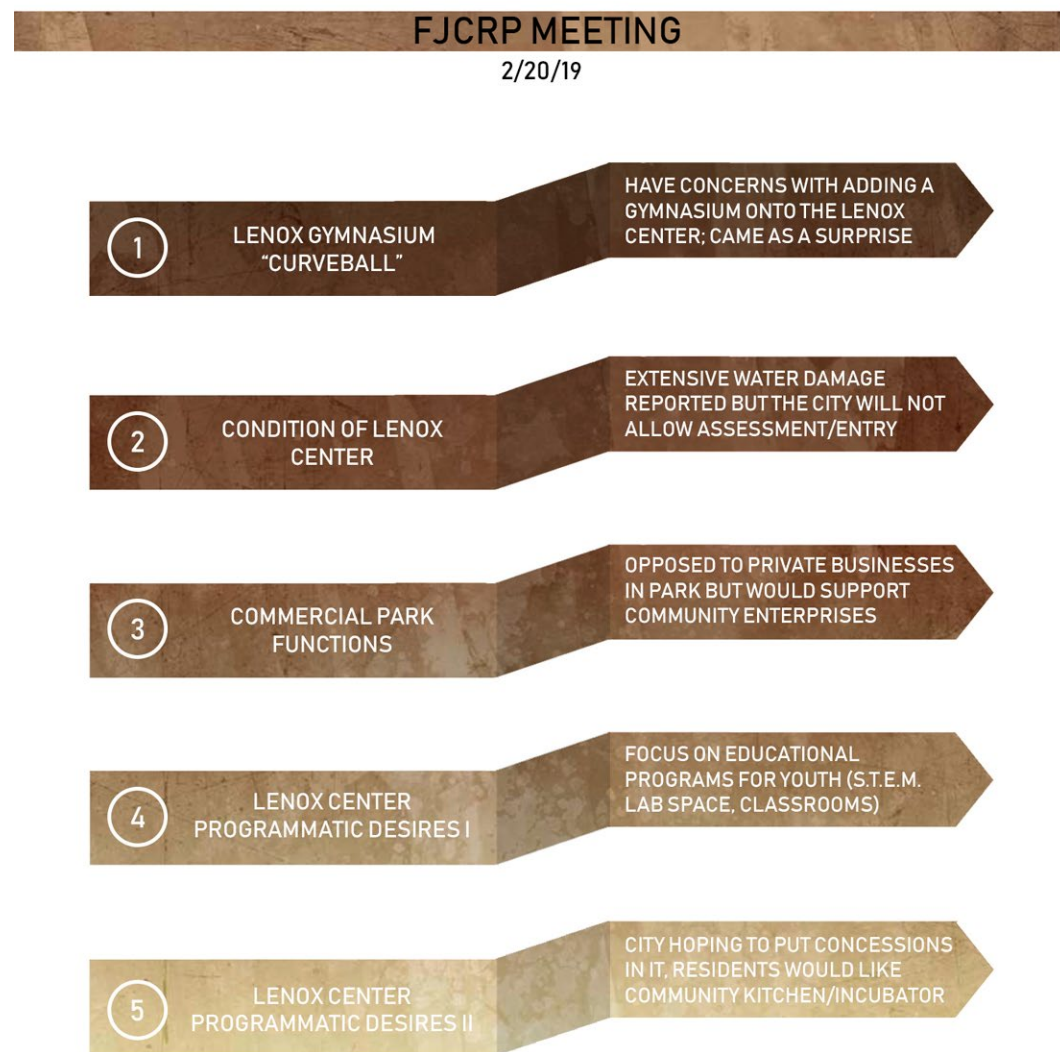 FJCRP MEETING
2/20/19
1
LENOX GYMNASIUM
“CURVEBALL”
HAVE CONCERNS WITH ADDING A
GYMNASIUM ONTO THE LENOX
CENTER; CAME AS A SURPRISE
2
CONDITION OF LENOX
CENTER
EXTENSIVE WATER DAMAGE
REPORTED BUT THE CITY WILL NOT
ALLOW ASSESSMENT/ENTRY
3
COMMERCIAL PARK
FUNCTIONS
OPPOSED TO PRIVATE BUSINESSES
IN PARK BUT WOULD SUPPORT
COMMUNITY ENTERPRISES
4
LENOX CENTER
PROGRAMMATIC DESIRES I
FOCUS ON EDUCATIONAL
PROGRAMS FOR YOUTH (S.T.E.M.
LAB SPACE, CLASSROOMS)
5
LENOX CENTER
PROGRAMMATIC DESIRES II
CITY HOPING TO PUT CONCESSIONS
IN IT, RESIDENTS WOULD LIKE
COMMUNITY KITCHEN/INCUBATOR